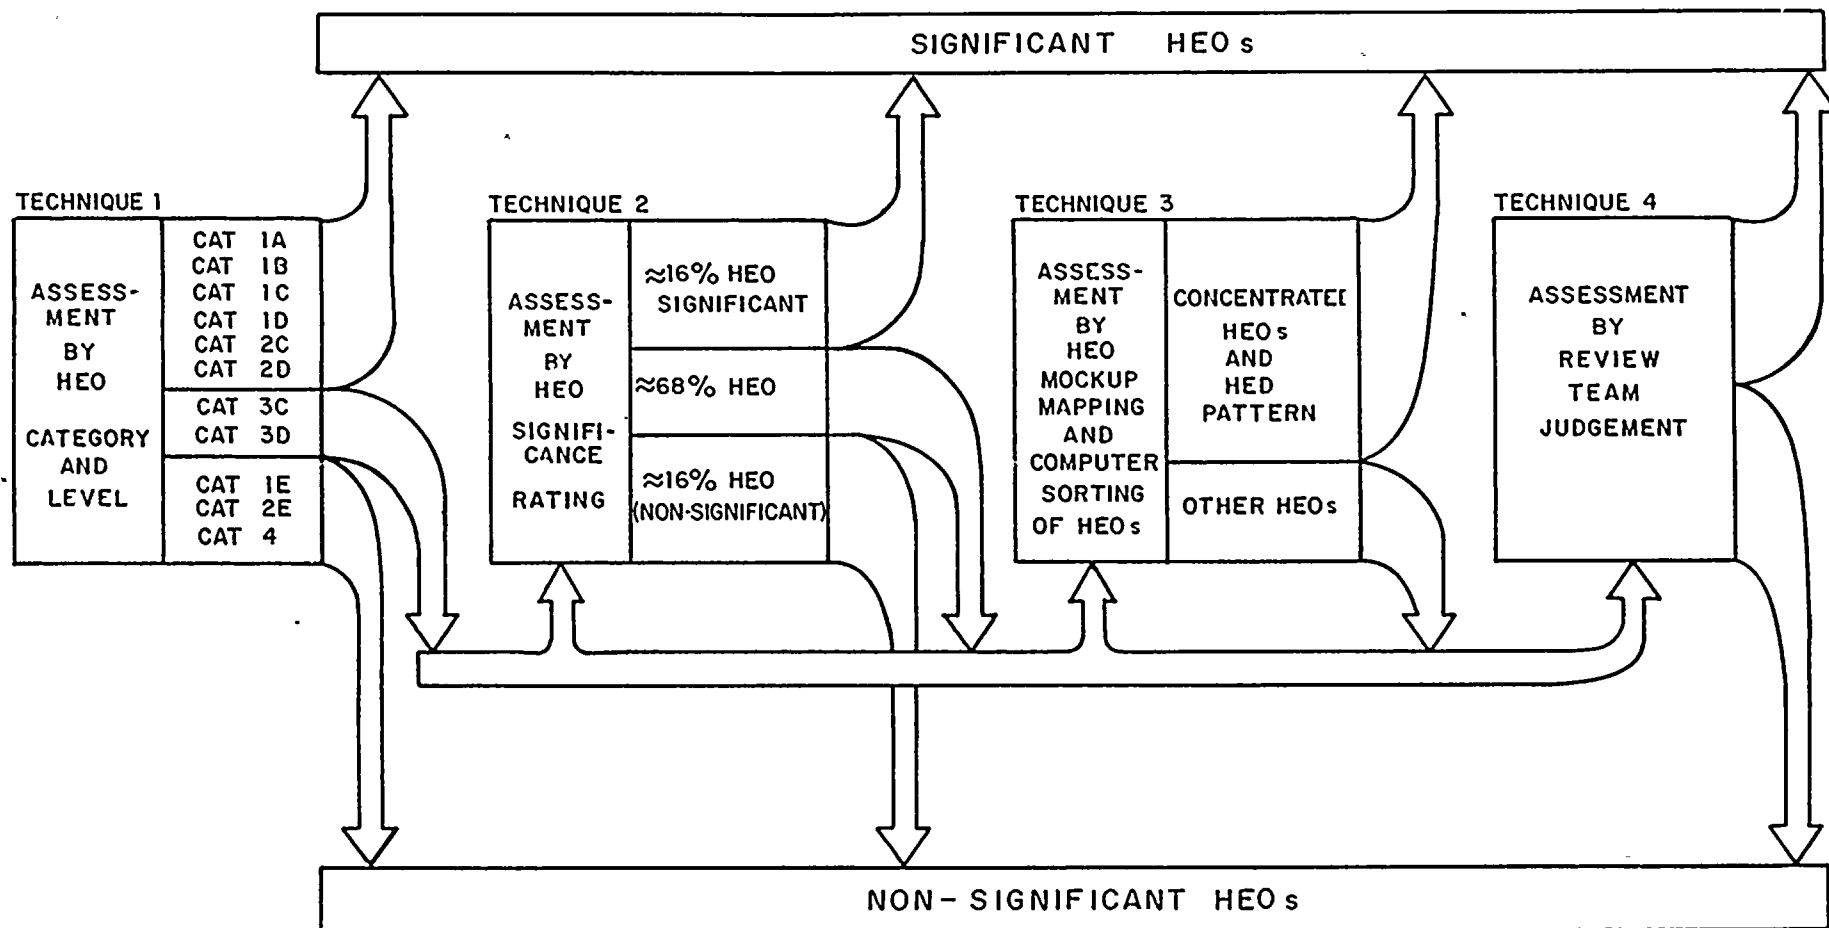 SIGNIFICANT HEOs
TECHNIQUE 1
ASSESS-
MENT
BY
HEO
CATEGORY
AND
LEVEL
CAT 1A
CAT 1B
CAT 1C
CAT 1D
CAT 2C
CAT 2D
CAT 3C
CAT 3D
CAT 1E
CAT 2E
CAT 4
TECHNIQUE 2
ASSESS-
MENT
BY
HEO
SIGNIFI-
CANCE
RATING
≈16% HEO
SIGNIFICANT
≈68% HEO
≈16% HEO
(NON-SIGNIFICANT)
TECHNIQUE 3
ASSESS-
MENT
BY
HEO
MOCKUP
MAPPING
AND
COMPUTER
SORTING
OF HEOs
CONCENTRATED
HEOs
AND
HED
PATTERN
OTHER HEOs
TECHNIQUE 4
ASSESSMENT
BY
REVIEW
TEAM
JUDGEMENT
NON-SIGNIFICANT HEOs